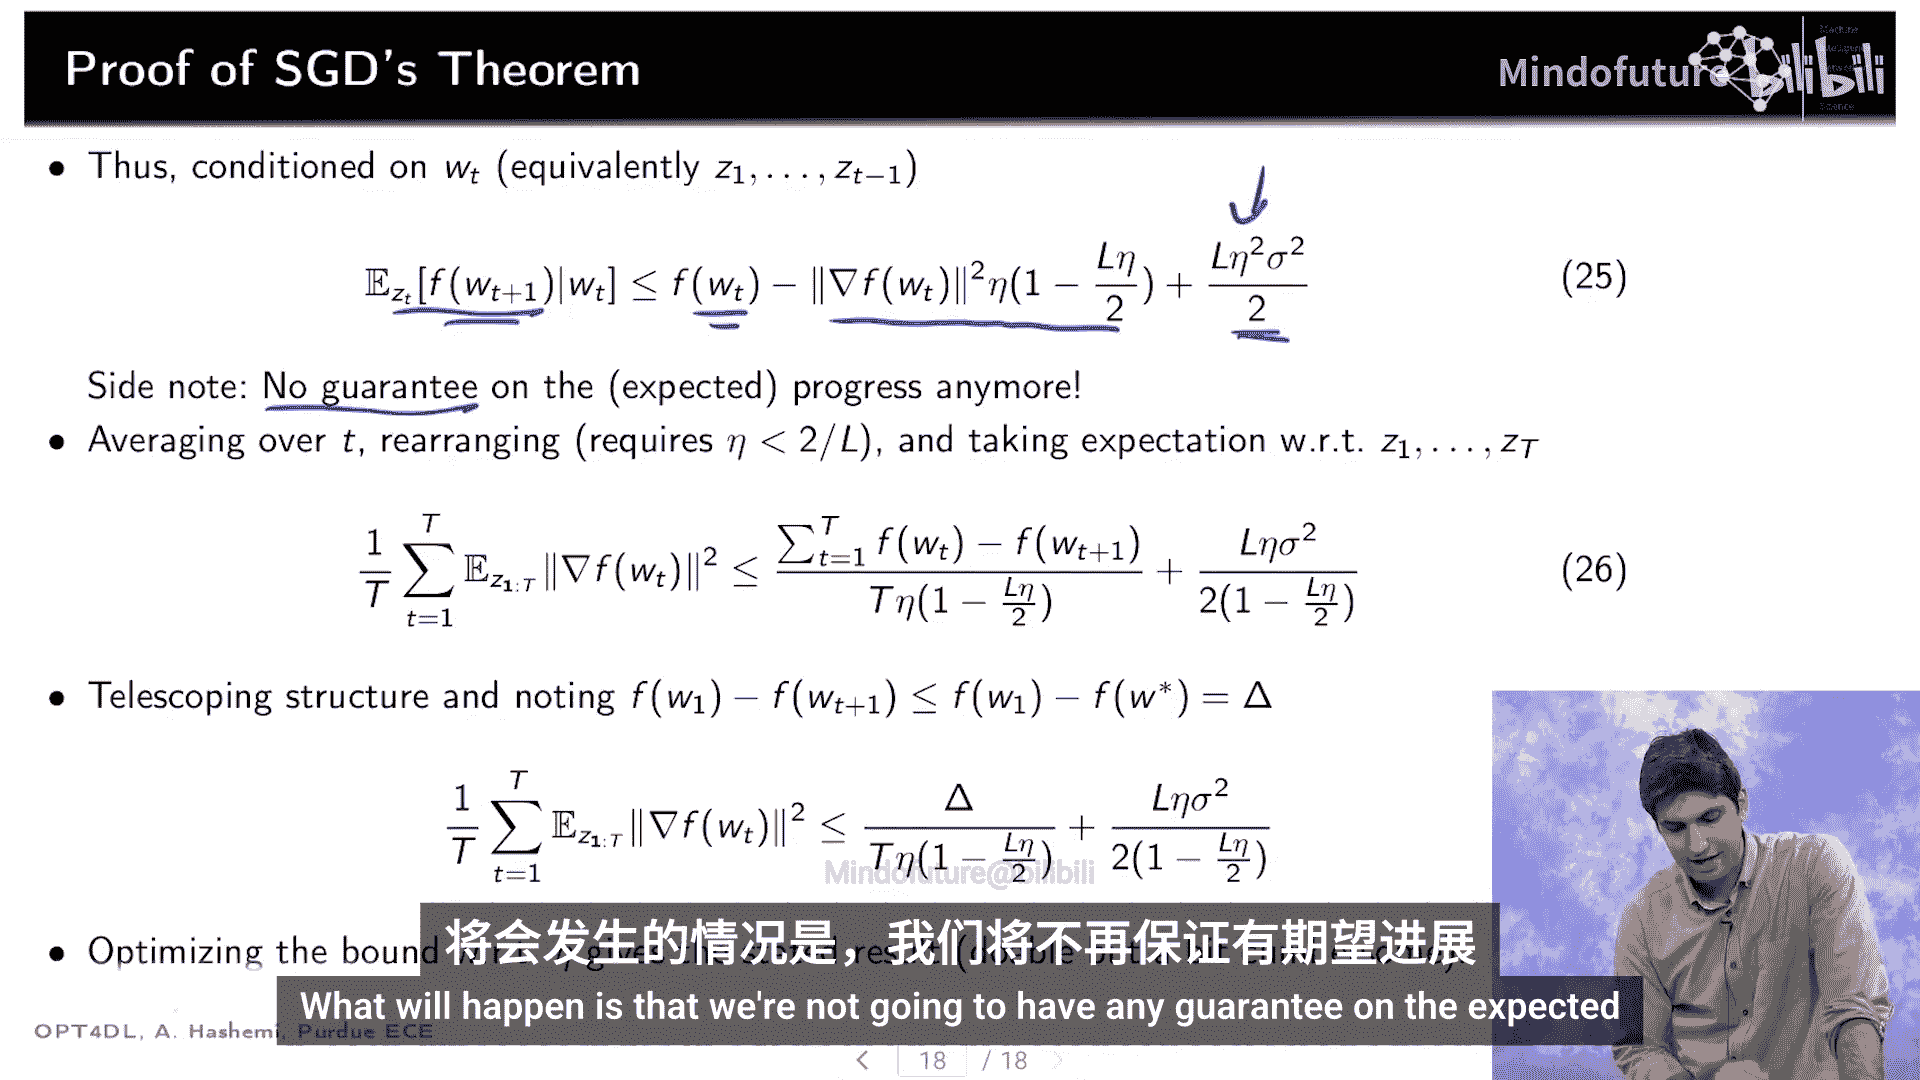 Proof of SGD's Theorem
Mindofuture
bilibili
• Thus, conditioned on w_t (equivalently z_1, . . . , z_{t−1})
𝔼_{z_t}[f(w_{t+1})|w_t] ≤ f(w_t) − ‖∇f(w_t)‖²η(1 − Lη/2) + Lη²σ²/2 (25)
Side note: No guarantee on the (expected) progress anymore!
• Averaging over t, rearranging (requires η < 2/L), and taking expectation w.r.t. z_1, . . . , z_T
1/T ∑_{t=1}^{T} 𝔼_{z_{1:T}}‖∇f(w_t)‖² ≤ ∑_{t=1}^{T} f(w_t) − f(w_{t+1}) / Tη(1 − Lη/2) + Lησ² / 2(1 − Lη/2) (26)
• Telescoping structure and noting f(w_1) − f(w_{t+1}) ≤ f(w_1) − f(w*) = Δ
1/T ∑_{t=1}^{T} 𝔼_{z_{1:T}}‖∇f(w_t)‖² ≤ Δ / Tη(1 − Lη/2) + Lησ² / 2(1 − Lη/2)
Mindofuture@bilibili
• Optimizing the bound
将会发生的情况是，我们将不再保证有期望进展
What will happen is that we're not going to have any guarantee on the expected
OPT4DL, A. Hashemi, Purdue ECE
18 / 18